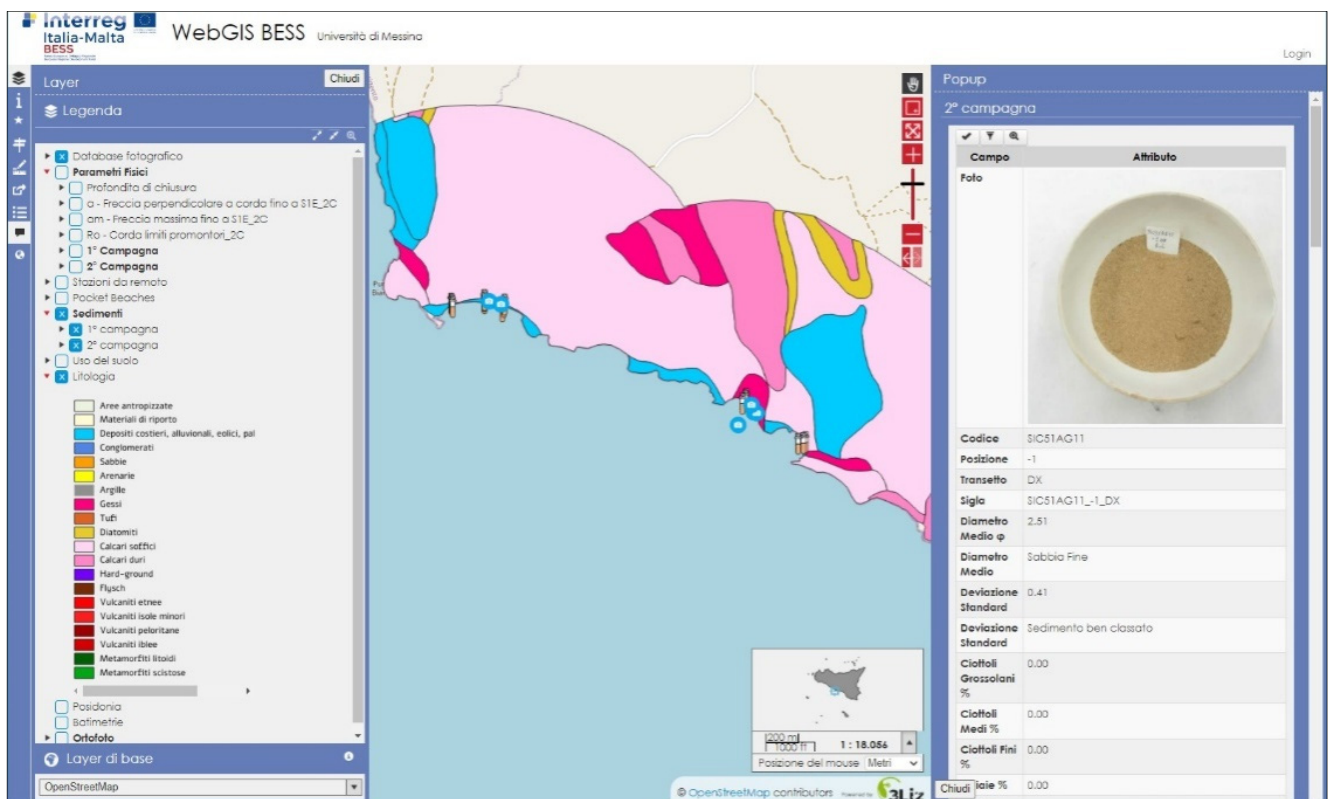 Interreg
Italia-Malta
BESS
WebGIS BESS Università di Messina
Login
Layer
Chiudi
Legenda
Database fotografico
Parametri Fisici
Profondita di chiusura
a - Freccia perpendicolare a corda fino a S1E_2C
am - Freccia massima fino a S1E_2C
Ro - Corda limiti promontori_2C
1° Campagna
2° Campagna
Stazioni da remoto
Pocket Beaches
Sedimenti
1° campagna
2° campagna
Uso del suolo
Litologia
Aree antropizzate
Materiali di riporto
Depositi costieri, alluvionali, eolici, pal
Conglomerati
Sabbie
Arenarie
Argille
Gessi
Tufi
Diatomiti
Calcari soffici
Calcari duri
Hard-ground
Flysch
Vulcaniti etnee
Vulcaniti isole minori
Vulcaniti peloritane
Vulcaniti iblee
Metamorfiti litoidi
Metamorfiti scistose
Posidonia
Batimetrie
Ortofoto
Layer di base
OpenStreetMap
200 m
1000 ft
1 : 18.056
Posizione del mouse Metri
© OpenStreetMap contributors
3Liz
Popup
2° campagna
Campo Attributo
Foto
Codice SIC51AG11
Posizione -1
Transetto DX
Sigla SIC51AG11_-1_DX
Diametro Medio φ 2.51
Diametro Medio Sabbia Fine
Deviazione Standard 0.41
Deviazione Standard Sedimento ben classato
Ciottoli Grossolani % 0.00
Ciottoli Medi % 0.00
Ciottoli Fini % 0.00
Chiudi
% 0.00